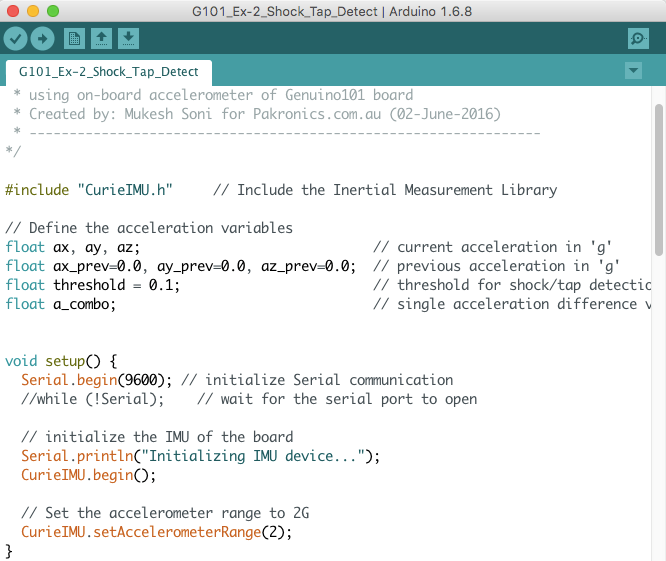 G101_Ex-2_Shock_Tap_Detect | Arduino 1.6.8
G101_Ex-2_Shock_Tap_Detect
* using on-board accelerometer of Genuino101 board
* Created by: Mukesh Soni for Pakronics.com.au (02-June-2016)
* ----------------------------------------------------------------
*/
#include "CurieIMU.h"     // Include the Inertial Measurement Library
// Define the acceleration variables
float ax, ay, az;                             // current acceleration in 'g'
float ax_prev=0.0, ay_prev=0.0, az_prev=0.0;  // previous acceleration in 'g'
float threshold = 0.1;                        // threshold for shock/tap detectio
float a_combo;                                // single acceleration difference v
void setup() {
  Serial.begin(9600); // initialize Serial communication
  //while (!Serial);    // wait for the serial port to open
  // initialize the IMU of the board
  Serial.println("Initializing IMU device...");
  CurieIMU.begin();
  // Set the accelerometer range to 2G
  CurieIMU.setAccelerometerRange(2);
}